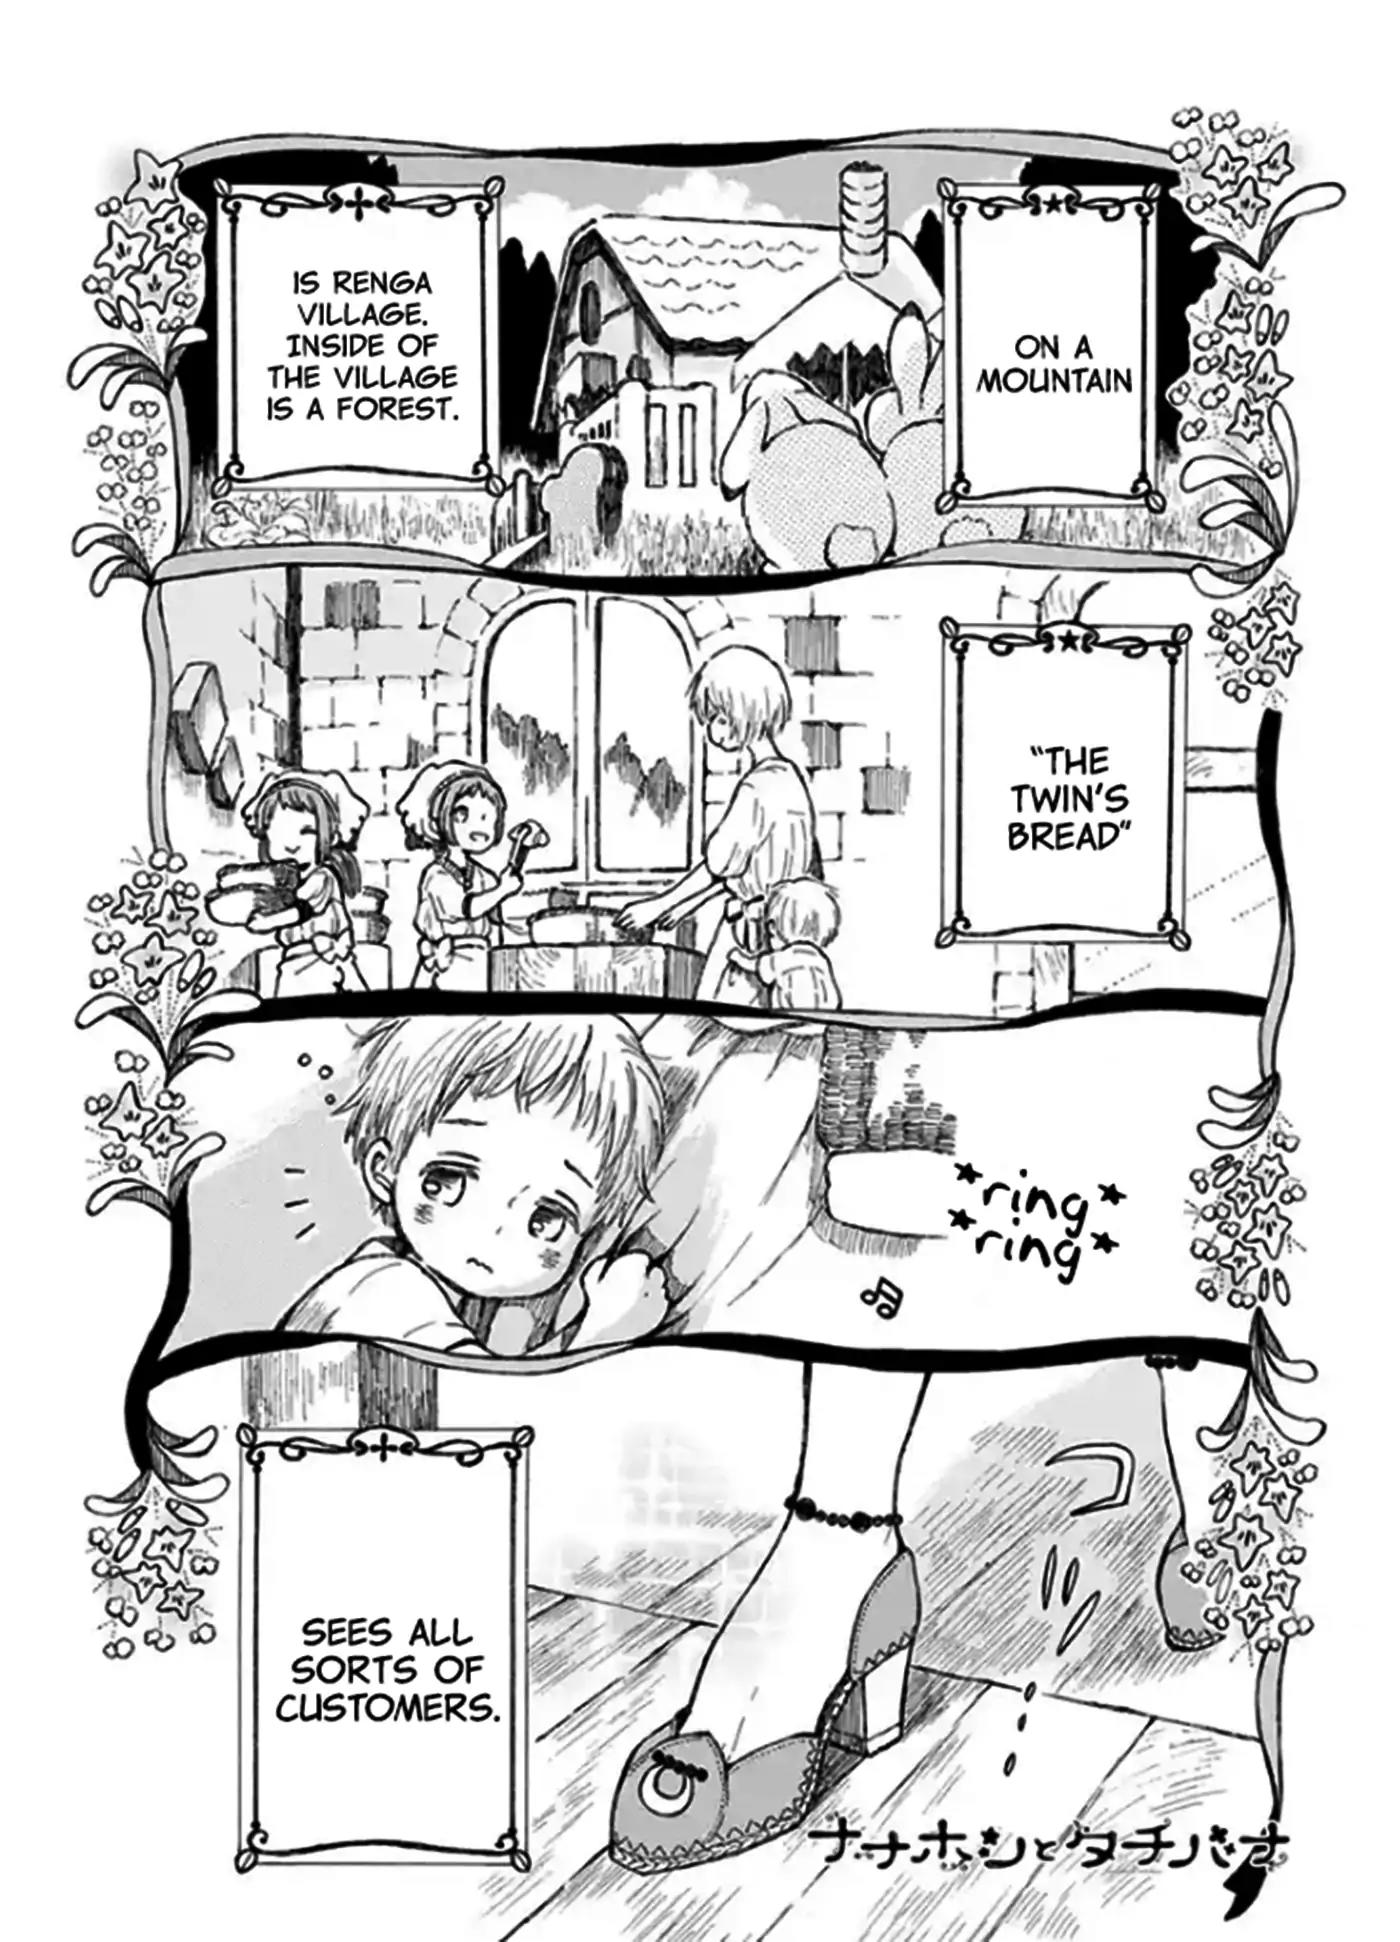 ON A
MOUNTAIN
IS RENGA
VILLAGE.
INSIDE OF
THE VILLAGE
IS A FOREST.
"THE
TWIN'S
BREAD"
*ring*
*ring*
SEES ALL
SORTS OF
CUSTOMERS.
ナナホシとタチバナ